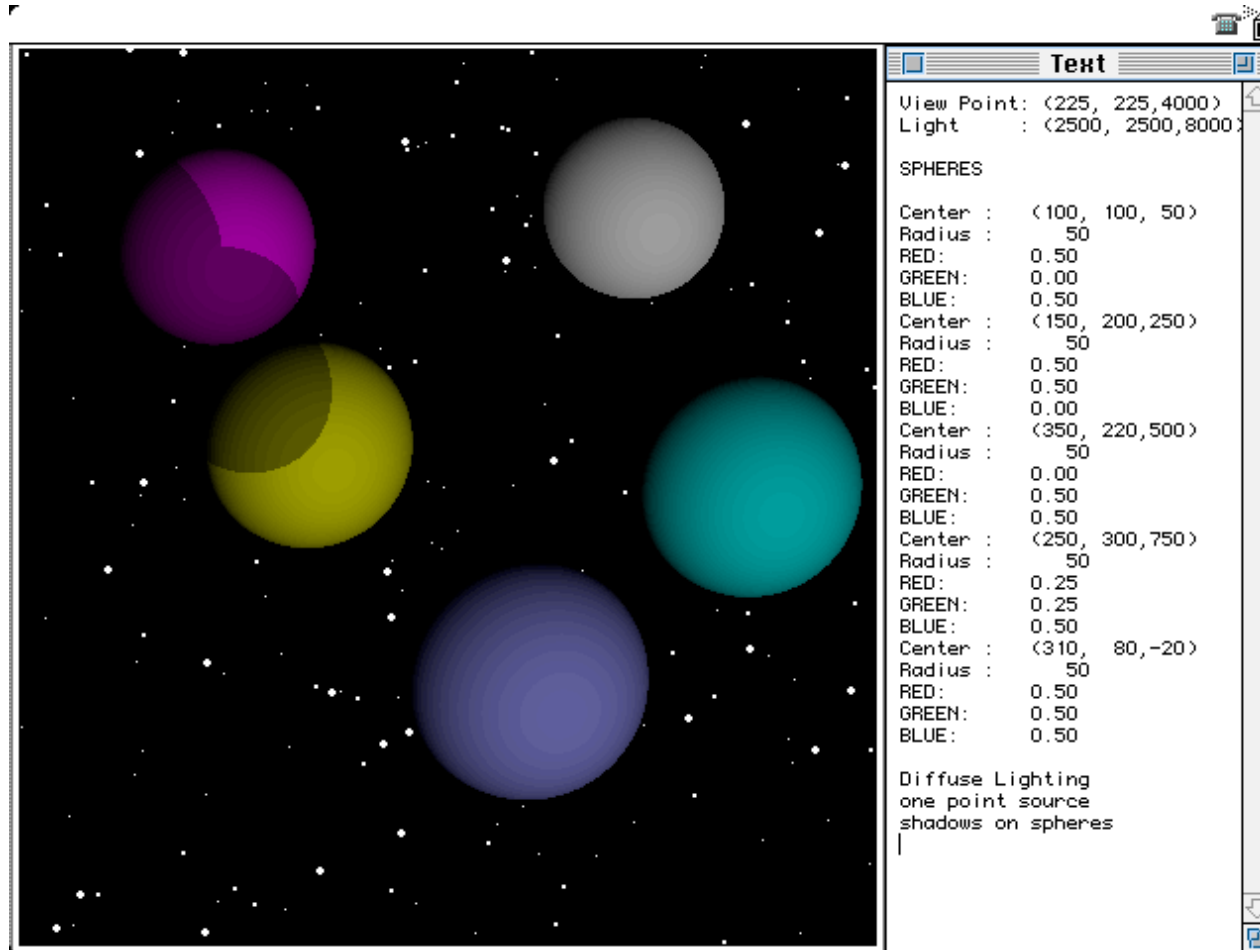 Text
View Point: (225, 225,4000)
Light : (2500, 2500,8000)
SPHERES
Center : (100, 100, 50)
Radius : 50
RED: 0.50
GREEN: 0.00
BLUE: 0.50
Center : (150, 200,250)
Radius : 50
RED: 0.50
GREEN: 0.50
BLUE: 0.00
Center : (350, 220,500)
Radius : 50
RED: 0.00
GREEN: 0.50
BLUE: 0.50
Center : (250, 300,750)
Radius : 50
RED: 0.25
GREEN: 0.25
BLUE: 0.50
Center : (310, 80,-20)
Radius : 50
RED: 0.50
GREEN: 0.50
BLUE: 0.50
Diffuse Lighting
one point source
shadows on spheres